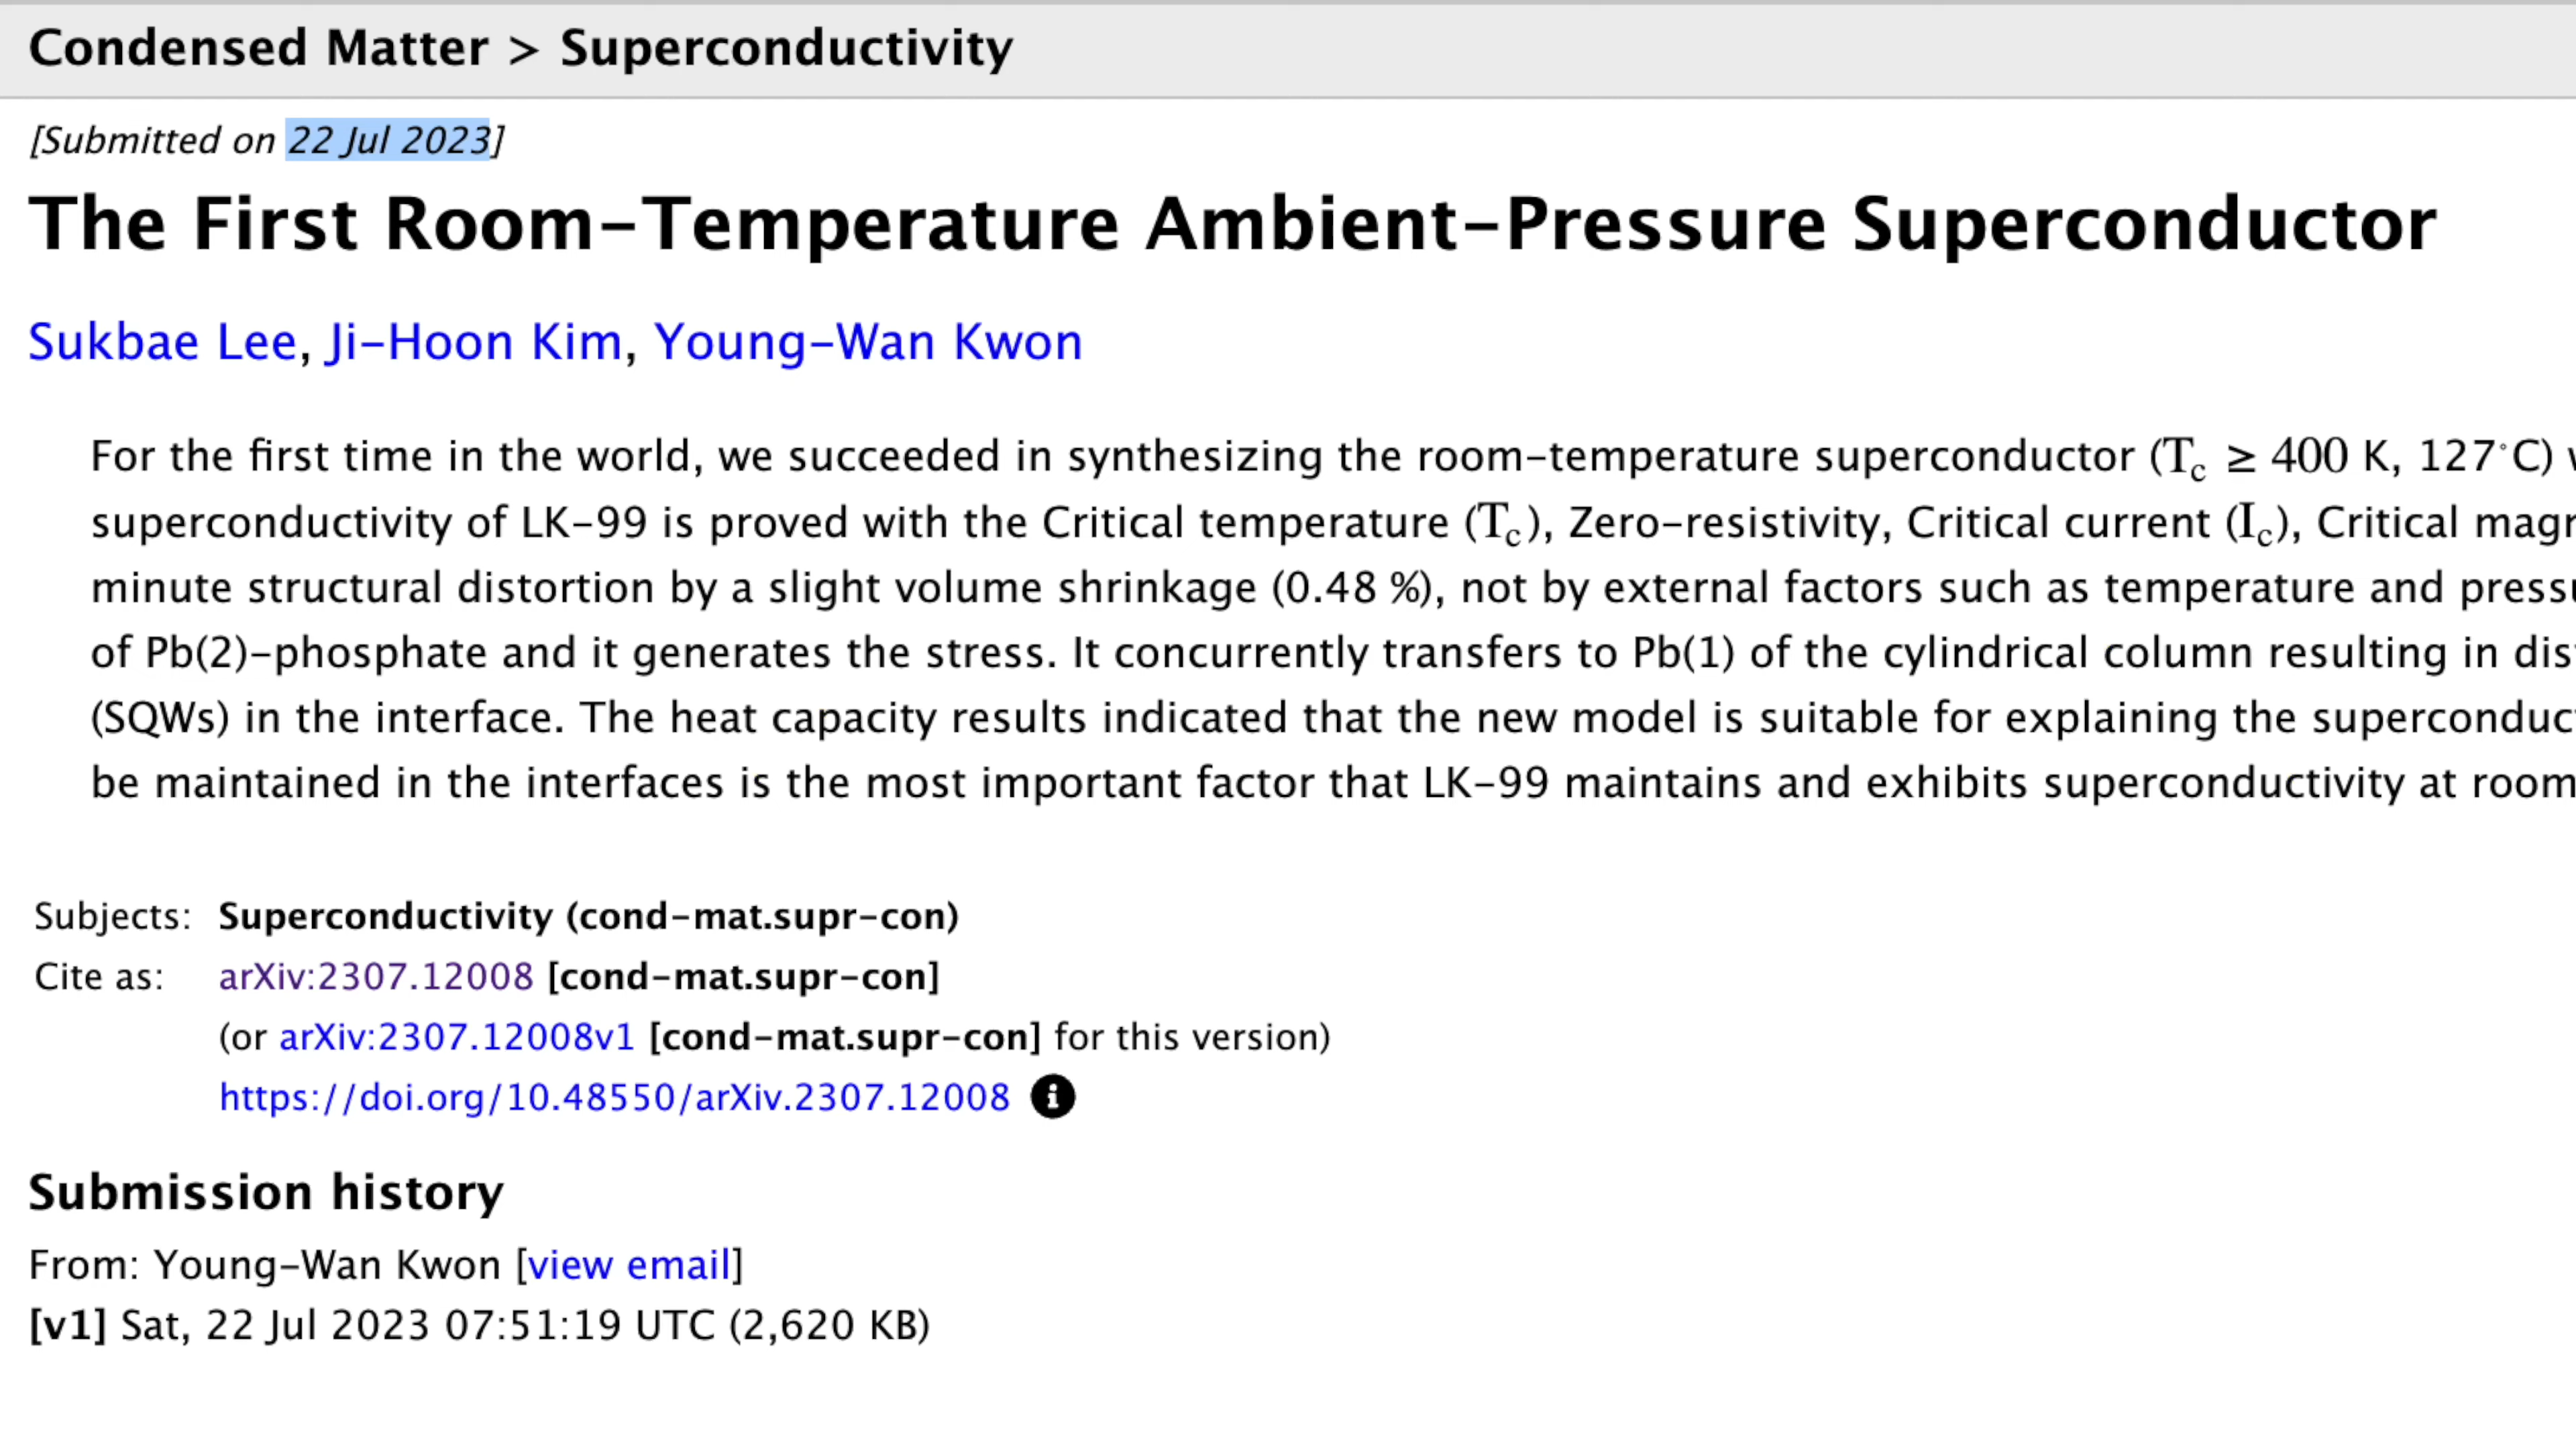 Condensed Matter > Superconductivity
[Submitted on 22 Jul 2023]
The First Room-Temperature Ambient-Pressure Superconductor
Sukbae Lee, Ji-Hoon Kim, Young-Wan Kwon
For the first time in the world, we succeeded in synthesizing the room-temperature superconductor (Tc ≥ 400 K, 127°C)
superconductivity of LK-99 is proved with the Critical temperature (Tc), Zero-resistivity, Critical current (Ic), Critical
minute structural distortion by a slight volume shrinkage (0.48 %), not by external factors such as temperature and
of Pb(2)-phosphate and it generates the stress. It concurrently transfers to Pb(1) of the cylindrical column resulting in
(SQWs) in the interface. The heat capacity results indicated that the new model is suitable for explaining the
be maintained in the interfaces is the most important factor that LK-99 maintains and exhibits superconductivity at room
Subjects: Superconductivity (cond-mat.supr-con)
Cite as: arXiv:2307.12008 [cond-mat.supr-con]
(or arXiv:2307.12008v1 [cond-mat.supr-con] for this version)
https://doi.org/10.48550/arXiv.2307.12008
Submission history
From: Young-Wan Kwon [view email]
[v1] Sat, 22 Jul 2023 07:51:19 UTC (2,620 KB)